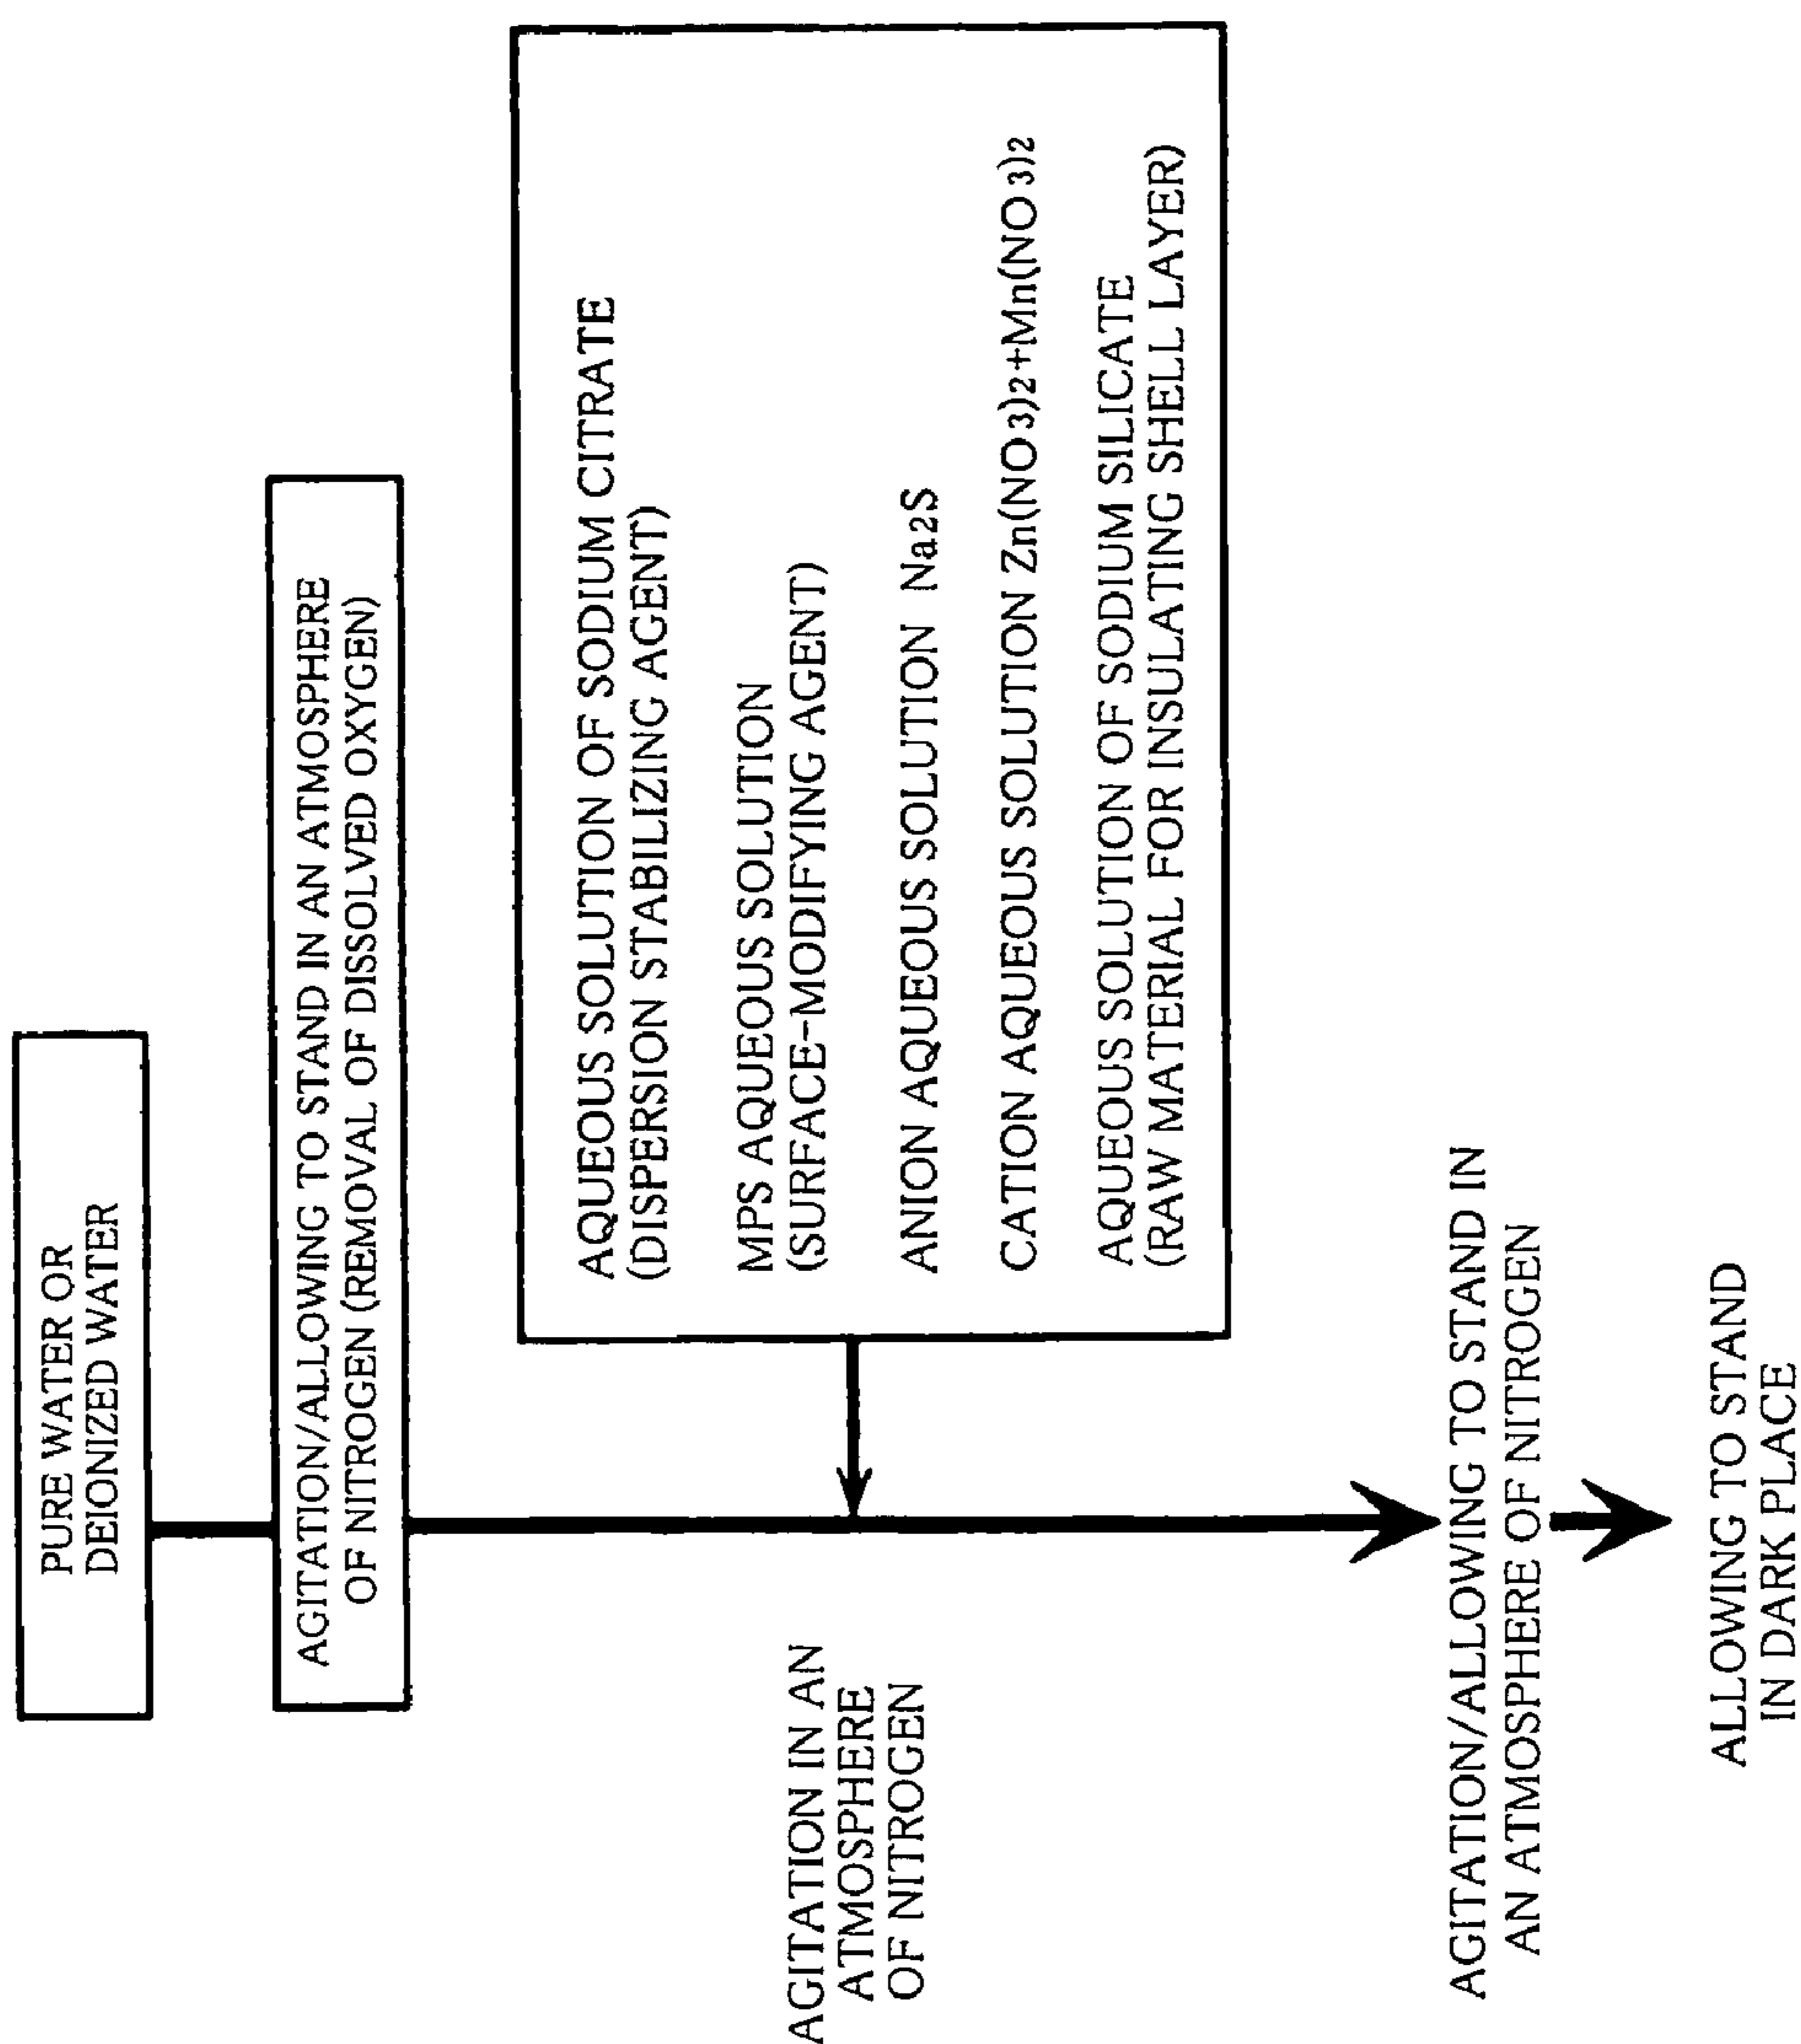 PURE WATER OR
DEIONIZED WATER
AGITATION/ALLOWING TO STAND IN AN ATMOSPHERE
OF NITROGEN (REMOVAL OF DISSOLVED OXYGEN)
AQUEOUS SOLUTION OF SODIUM CITRATE
(DISPERSION STABILIZING AGENT)
MPS AQUEOUS SOLUTION
(SURFACE-MODIFYING AGENT)
ANION AQUEOUS SOLUTION Na2S
CATION AQUEOUS SOLUTION Zn(NO3)2+Mn(NO3)2
AQUEOUS SOLUTION OF SODIUM SILICATE
(RAW MATERIAL FOR INSULATING SHELL LAYER)
AGITATION IN AN
ATMOSPHERE
OF NITROGEN
AGITATION/ALLOWING TO STAND IN
AN ATMOSPHERE OF NITROGEN
ALLOWING TO STAND
IN DARK PLACE